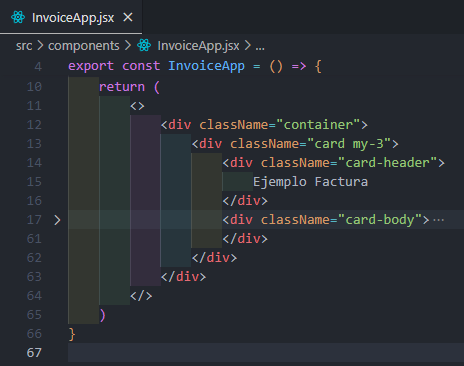 InvoiceApp.jsx ×
src > components > InvoiceApp.jsx > ...
4 export const InvoiceApp = () => {
10 return (
11 <>
12 <div className="container">
13 <div className="card my-3">
14 <div className="card-header">
15 Ejemplo Factura
16 </div>
17 <div className="card-body">···
61 </div>
62 </div>
63 </div>
64 </>
65 )
66 }
67